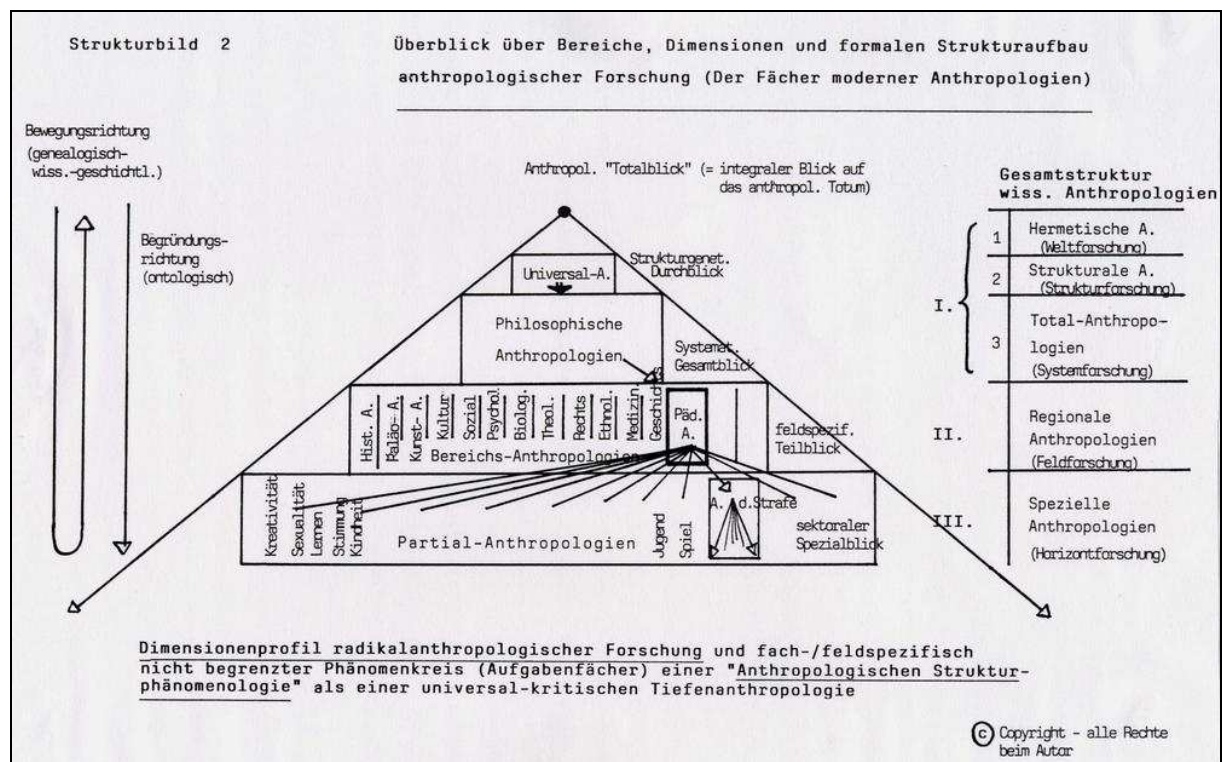 Strukturbild 2
Überblick über Bereiche, Dimensionen und formalen Strukturaufbau
anthropologischer Forschung (Der Fächer moderner Anthropologien)
Bewegungsrichtung
(genealogisch-
wiss.-geschichtl.)
Begründungs-
richtung
(ontologisch)
Anthropol. "Totalblick" (= integraler Blick auf
das anthropol. Totum)
Universal-A.
Strukturgenet.
Durchblick
Philosophische
Anthropologien
Systemat.
Gesamtblick
Hist. A.
Paläo-A.
Kunst-A.
Kultur
Sozial
Psychol.
Biolog.
Theol.
Rechts
Ethnol.
Medizin.
Geschichts
Päd.
A.
Bereichs-Anthropologien
feldspezif.
Teilblick
Kreativität
Sexualität
Lernen
Stimmung
Kindheit
Partial-Anthropologien
Jugend
Spiel
A. d.Strafe
sektoraler
Spezialblick
Gesamtstruktur
wiss. Anthropologien
I.
1 Hermetische A.
(Weltforschung)
2 Strukturale A.
(Strukturforschung)
3 Total-Anthropo-
logien
(Systemforschung)
II. Regionale
Anthropologien
(Feldforschung)
III. Spezielle
Anthropologien
(Horizontforschung)
Dimensionenprofil radikalanthropologischer Forschung und fach-/feldspezifisch
nicht begrenzter Phänomenkreis (Aufgabenfächer) einer "Anthropologischen Struktur-
phänomenologie" als einer universal-kritischen Tiefenanthropologie
© Copyright - alle Rechte
beim Autor